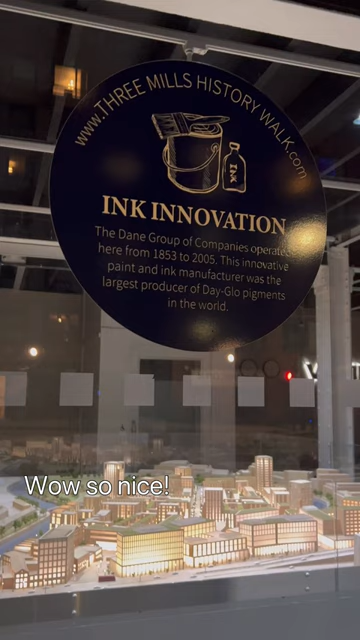 www.THREE MILLS HISTORY WALK.com
INK
INK INNOVATION
The Dane Group of Companies operated
here from 1853 to 2005. This innovative
paint and ink manufacturer was the
largest producer of Day-Glo pigments
in the world.
Wow so nice!